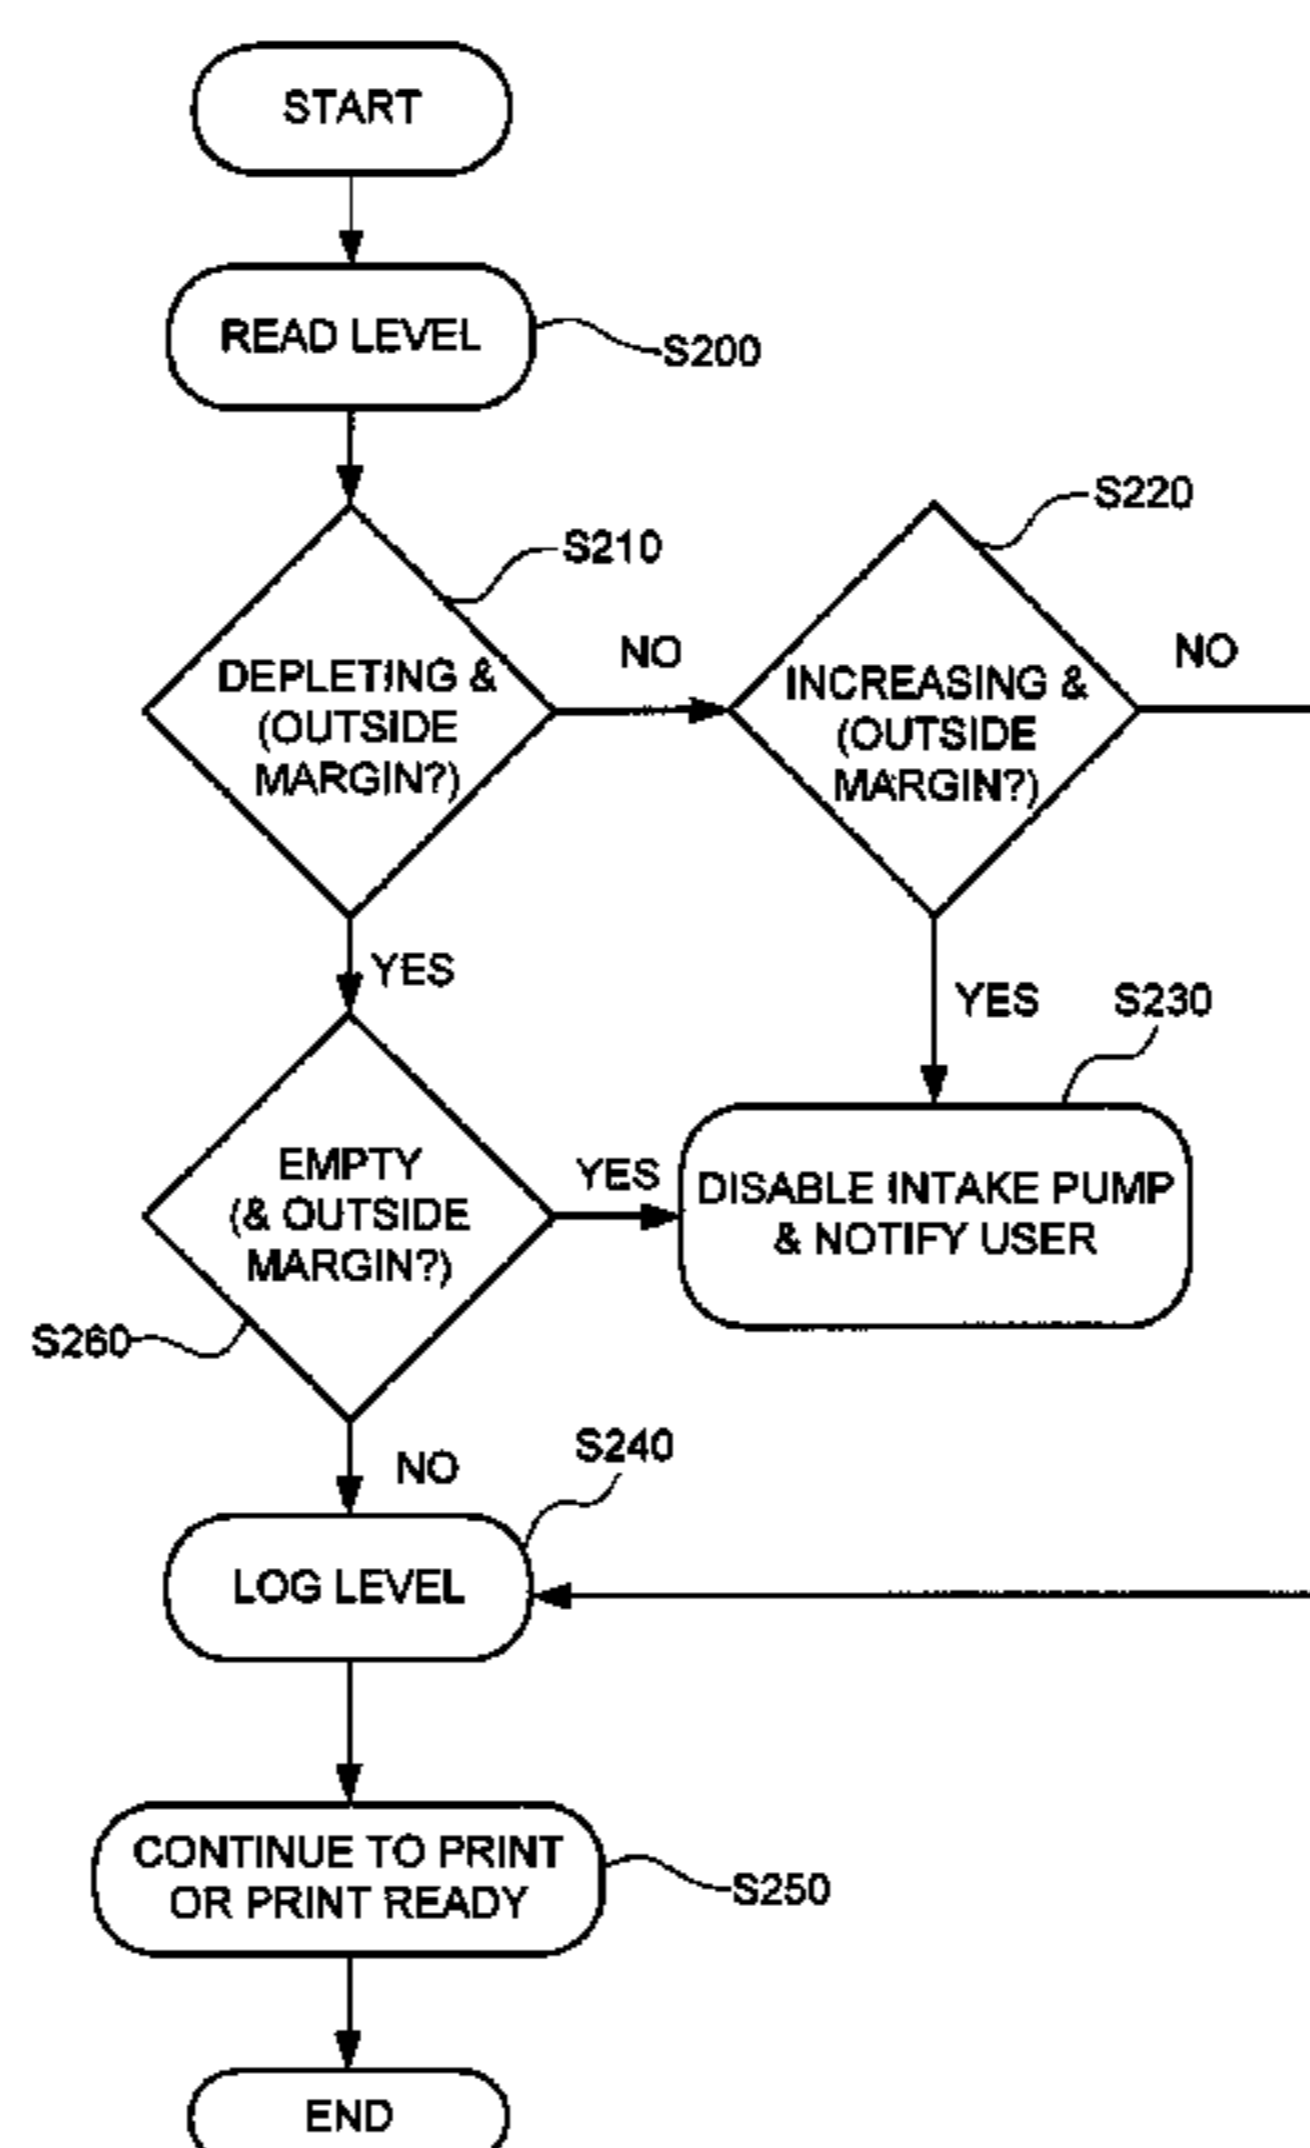 START
READ LEVEL
S200
S210
S220
DEPLETING &
(OUTSIDE
MARGIN?)
NO
INCREASING &
(OUTSIDE
MARGIN?)
NO
YES
YES
S230
EMPTY
(& OUTSIDE
MARGIN?)
YES
DISABLE INTAKE PUMP
& NOTIFY USER
S260
NO
S240
LOG LEVEL
CONTINUE TO PRINT
OR PRINT READY
S250
END